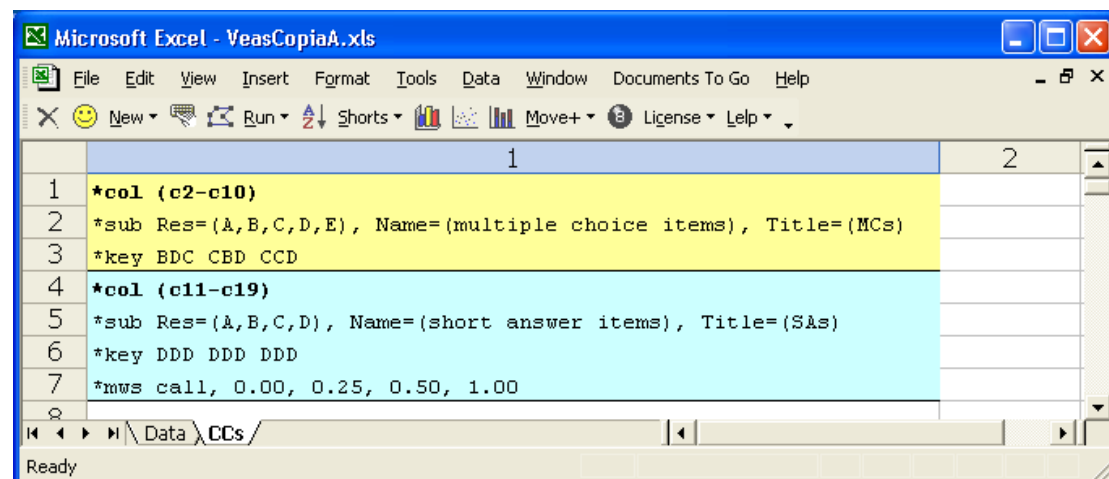 Microsoft Excel - VeasCopiaA.xls
File Edit View Insert Format Tools Data Window Documents To Go Help
New Run Shorts Move+ License Lelp
1 2
1 *col (c2-c10)
2 *sub Res=(A,B,C,D,E), Name=(multiple choice items), Title=(MCs)
3 *key BDC CBD CCD
4 *col (c11-c19)
5 *sub Res=(A,B,C,D), Name=(short answer items), Title=(SAs)
6 *key DDD DDD DDD
7 *mws call, 0.00, 0.25, 0.50, 1.00
8
Data CCs
Ready